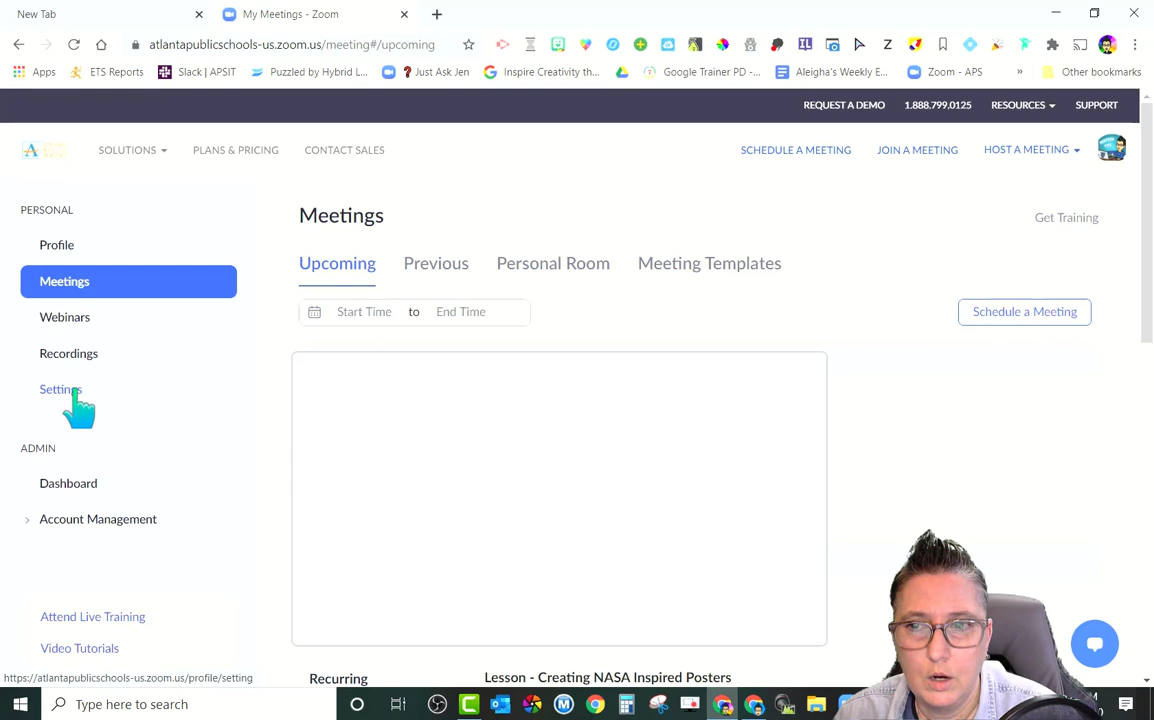 New Tab
My Meetings - Zoom
atlantapublicschools-us.zoom.us/meeting#/upcoming
Apps
ETS Reports
Slack | APSIT
Puzzled by Hybrid L...
? Just Ask Jen
Inspire Creativity th...
Google Trainer PD -...
Aleigha's Weekly E...
Zoom - APS
»
Other bookmarks
REQUEST A DEMO
1.888.799.0125
RESOURCES
SUPPORT
SOLUTIONS
PLANS & PRICING
CONTACT SALES
SCHEDULE A MEETING
JOIN A MEETING
HOST A MEETING
PERSONAL
Profile
Meetings
Webinars
Recordings
Settings
ADMIN
Dashboard
Account Management
Attend Live Training
Video Tutorials
Meetings
Get Training
Upcoming
Previous
Personal Room
Meeting Templates
Start Time to End Time
Schedule a Meeting
Recurring
Lesson - Creating NASA Inspired Posters
https://atlantapublicschools-us.zoom.us/profile/setting
Type here to search